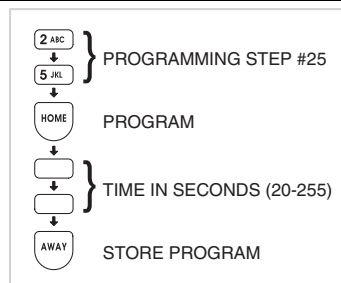 2 ABC
5 JKL
PROGRAMMING STEP #25
HOME
PROGRAM
TIME IN SECONDS (20-255)
AWAY
STORE PROGRAM